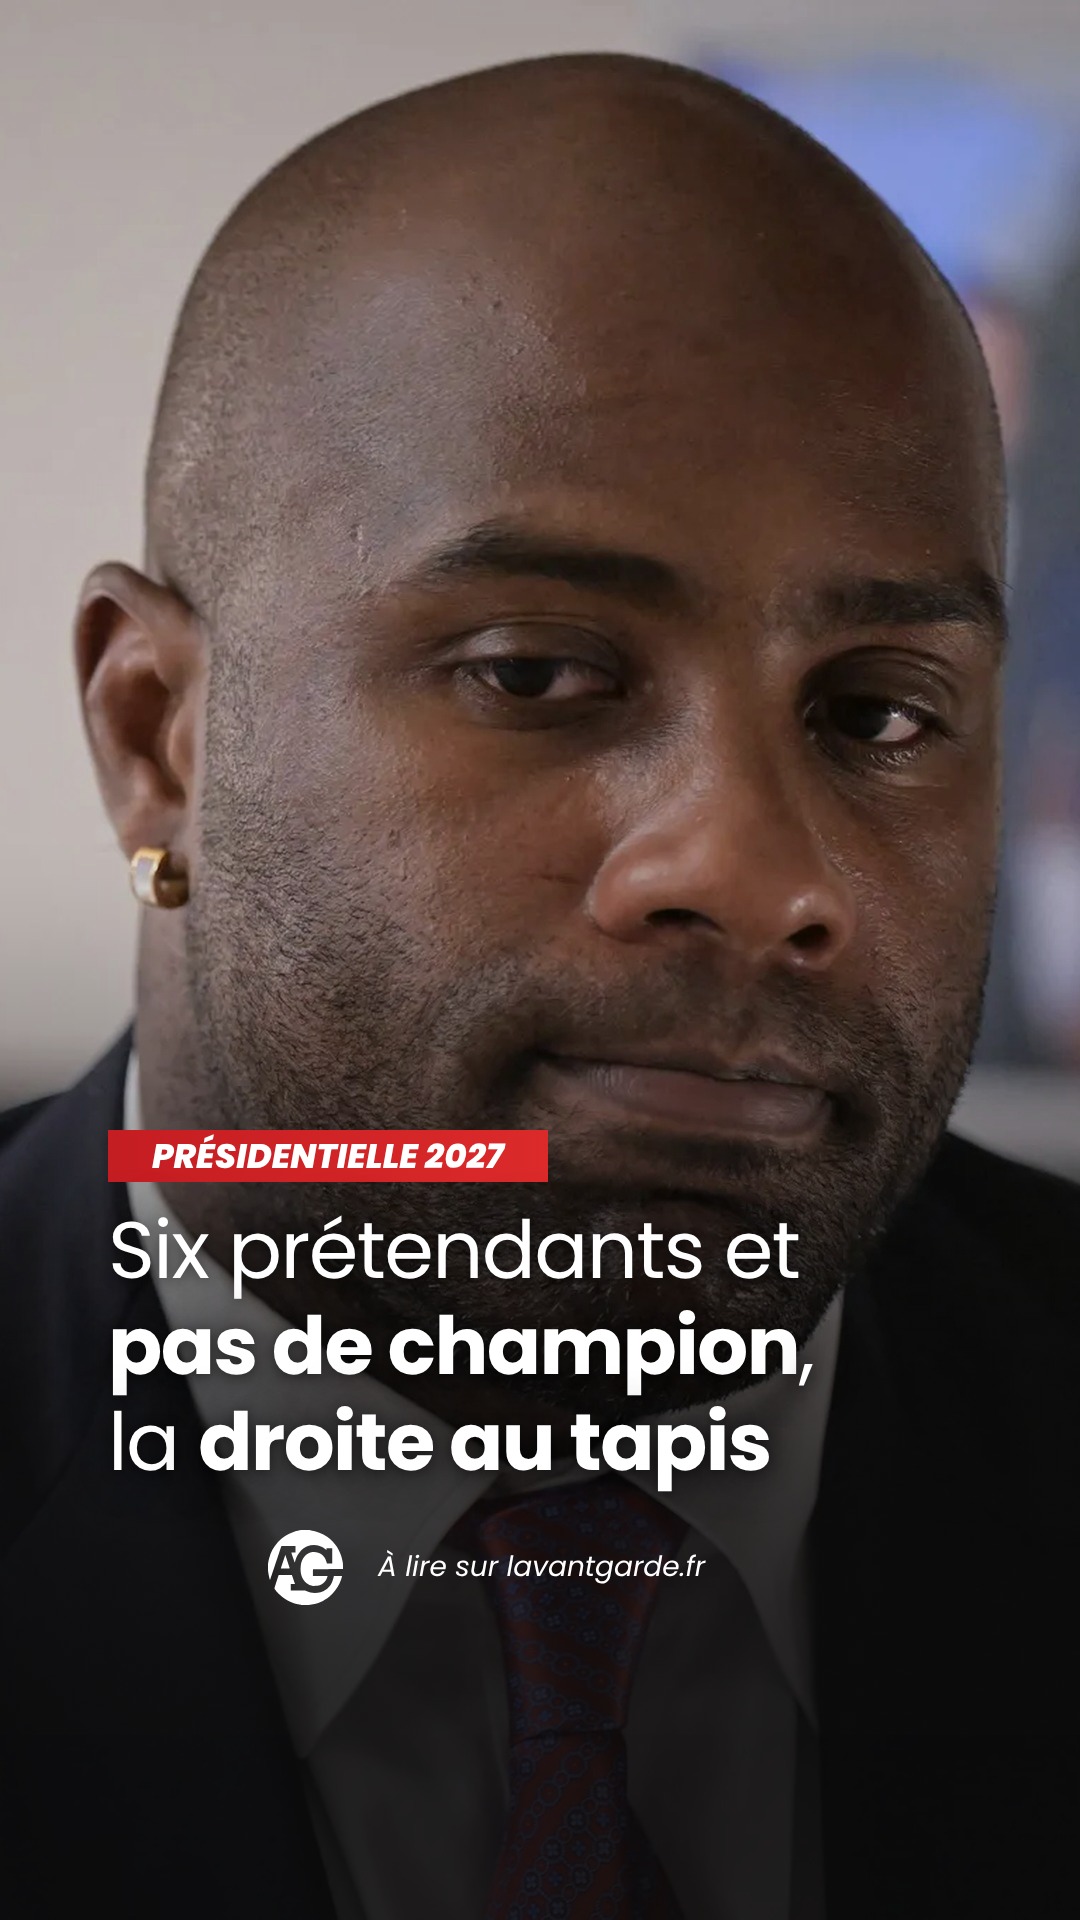 PRÉSIDENTIELLE 2027
Six prétendants et
pas de champion,
la droite au tapis
AG À lire sur lavantgarde.fr